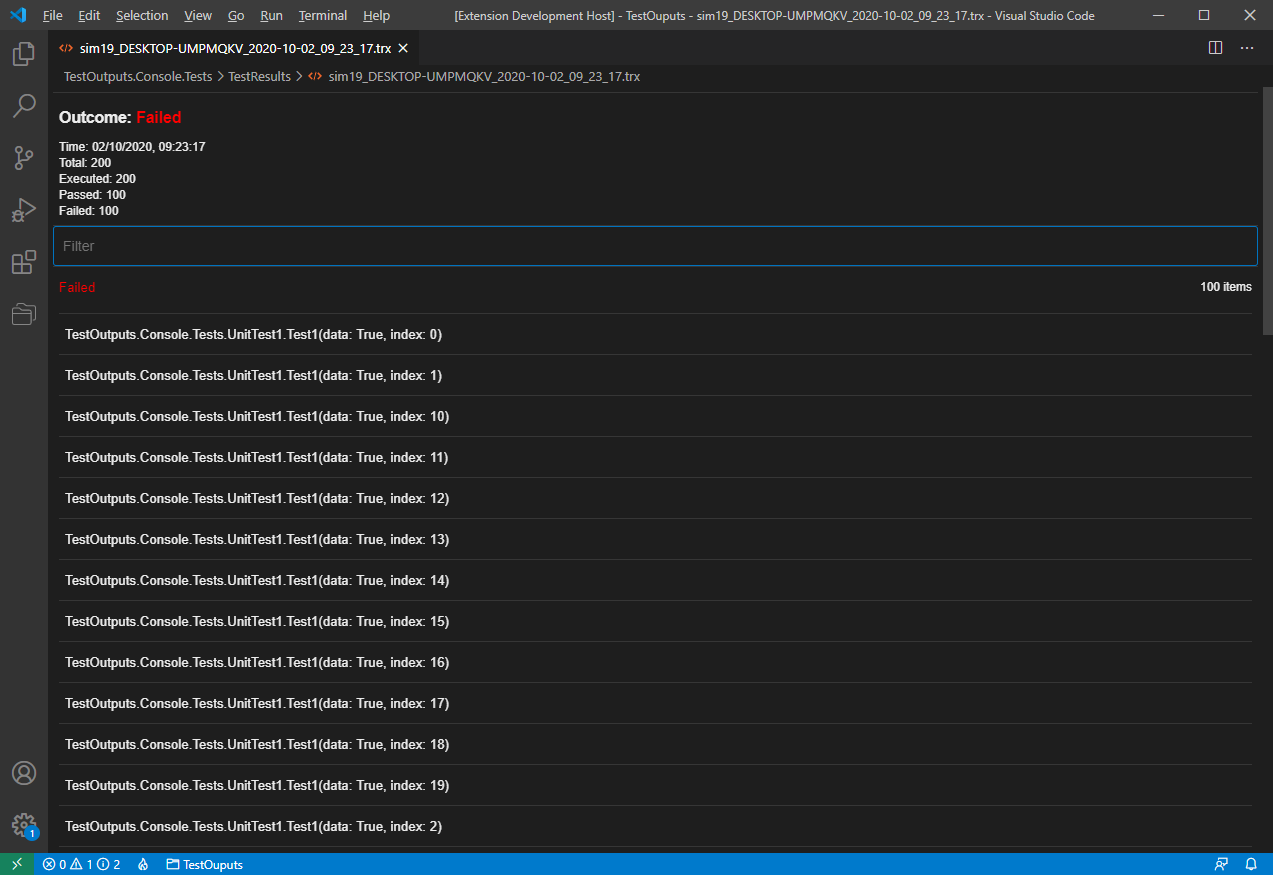 File Edit Selection View Go Run Terminal Help [Extension Development Host] - TestOuputs - sim19_DESKTOP-UMPMQKV_2020-10-02_09_23_17.trx - Visual Studio Code
sim19_DESKTOP-UMPMQKV_2020-10-02_09_23_17.trx
TestOutputs.Console.Tests > TestResults > sim19_DESKTOP-UMPMQKV_2020-10-02_09_23_17.trx
Outcome: Failed
Time: 02/10/2020, 09:23:17
Total: 200
Executed: 200
Passed: 100
Failed: 100
Filter
Failed 100 items
TestOutputs.Console.Tests.UnitTest1.Test1(data: True, index: 0)
TestOutputs.Console.Tests.UnitTest1.Test1(data: True, index: 1)
TestOutputs.Console.Tests.UnitTest1.Test1(data: True, index: 10)
TestOutputs.Console.Tests.UnitTest1.Test1(data: True, index: 11)
TestOutputs.Console.Tests.UnitTest1.Test1(data: True, index: 12)
TestOutputs.Console.Tests.UnitTest1.Test1(data: True, index: 13)
TestOutputs.Console.Tests.UnitTest1.Test1(data: True, index: 14)
TestOutputs.Console.Tests.UnitTest1.Test1(data: True, index: 15)
TestOutputs.Console.Tests.UnitTest1.Test1(data: True, index: 16)
TestOutputs.Console.Tests.UnitTest1.Test1(data: True, index: 17)
TestOutputs.Console.Tests.UnitTest1.Test1(data: True, index: 18)
TestOutputs.Console.Tests.UnitTest1.Test1(data: True, index: 19)
TestOutputs.Console.Tests.UnitTest1.Test1(data: True, index: 2)
1
0 1 2 TestOuputs